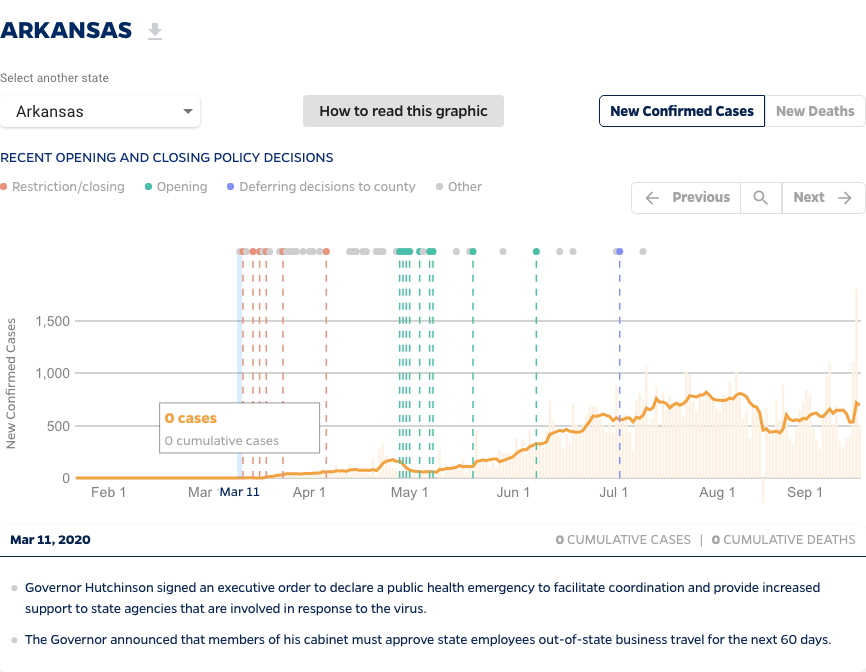 ARKANSAS
Select another state
Arkansas
How to read this graphic
New Confirmed Cases
New Deaths
RECENT OPENING AND CLOSING POLICY DECISIONS
Restriction/closing
Opening
Deferring decisions to county
Other
Previous
Next
New Confirmed Cases
1,500
1,000
500
0
0 cases
0 cumulative cases
Feb 1
Mar
Mar 11
Apr 1
May 1
Jun 1
Jul 1
Aug 1
Sep 1
Mar 11, 2020
0 CUMULATIVE CASES | 0 CUMULATIVE DEATHS
Governor Hutchinson signed an executive order to declare a public health emergency to facilitate coordination and provide increased
support to state agencies that are involved in response to the virus.
The Governor announced that members of his cabinet must approve state employees out-of-state business travel for the next 60 days.